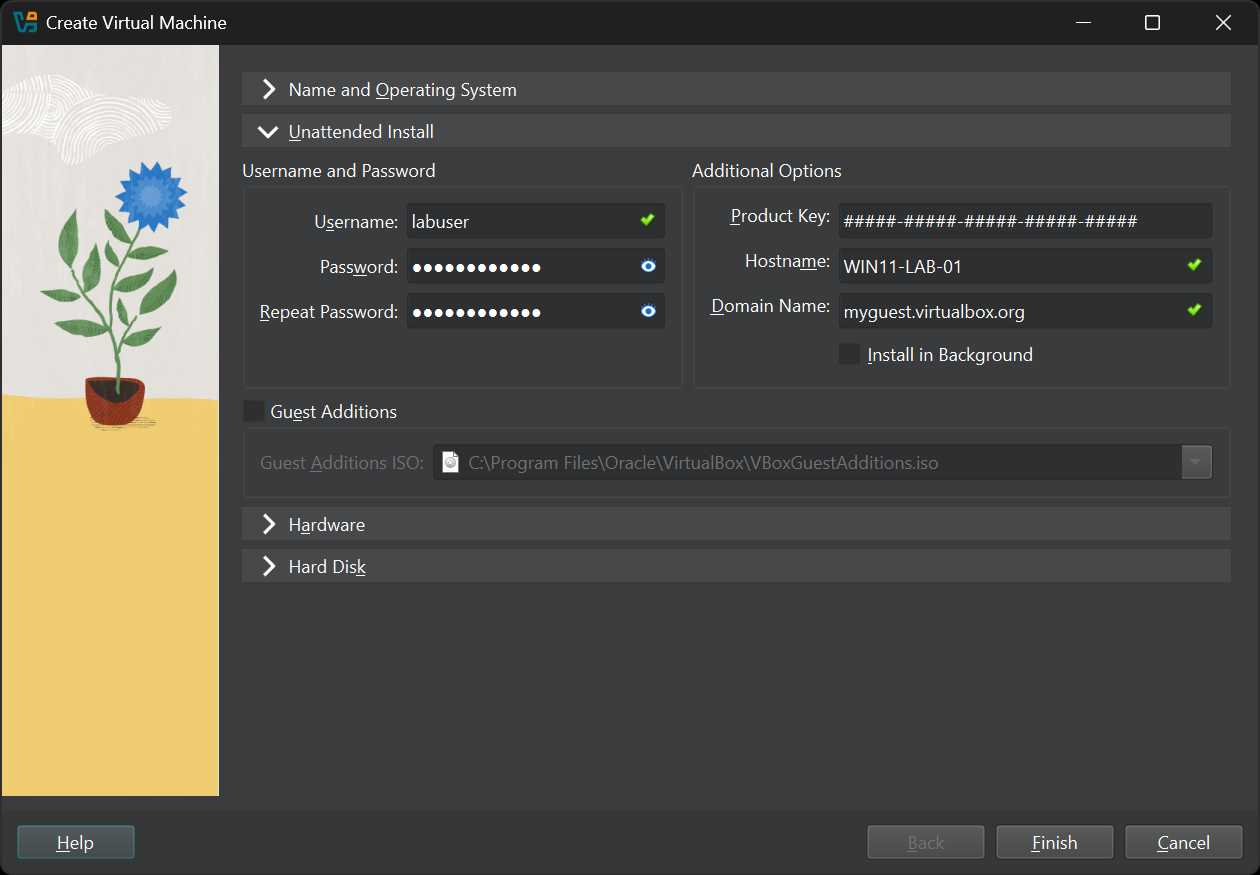 Create Virtual Machine
Name and Operating System
Unattended Install
Username and Password
Username: labuser
Password: ●●●●●●●●●●●●
Repeat Password: ●●●●●●●●●●●●
Additional Options
Product Key: #####-#####-#####-#####-#####
Hostname: WIN11-LAB-01
Domain Name: myguest.virtualbox.org
Install in Background
Guest Additions
Guest Additions ISO: C:\Program Files\Oracle\VirtualBox\VBoxGuestAdditions.iso
Hardware
Hard Disk
Help
Back
Finish
Cancel